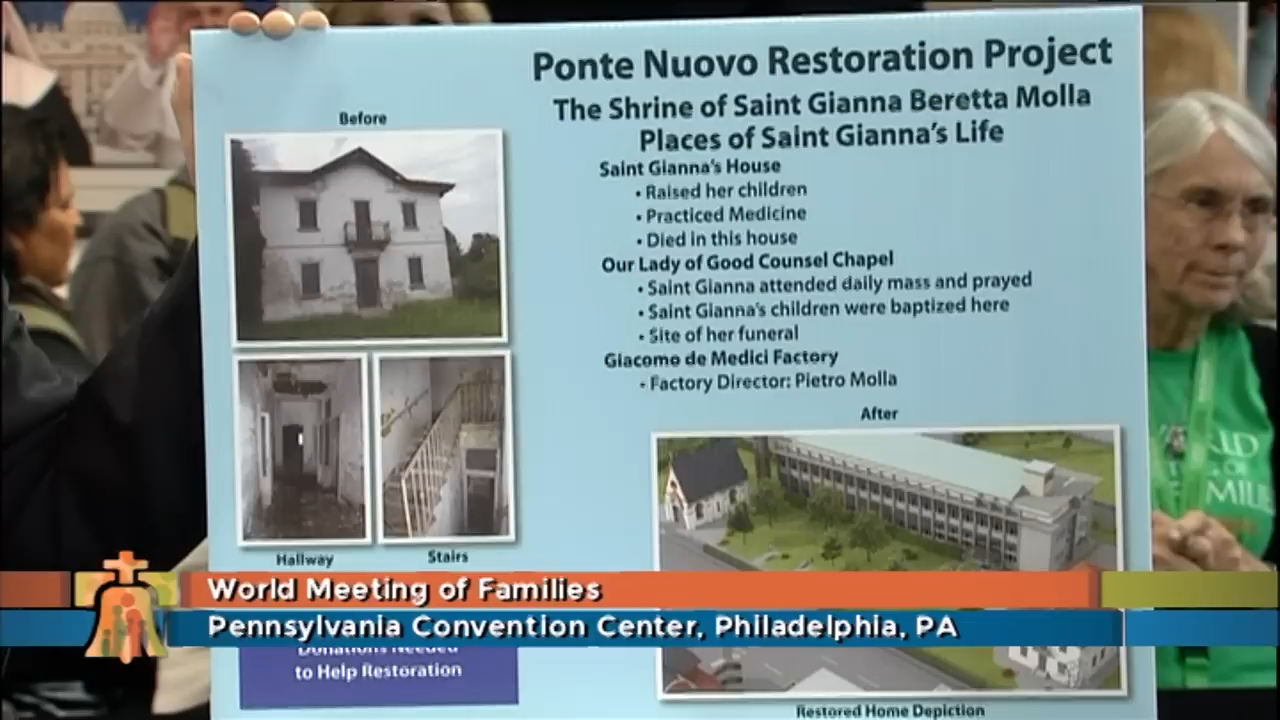 Ponte Nuovo Restoration Project
The Shrine of Saint Gianna Beretta Molla
Places of Saint Gianna's Life
Before
Saint Gianna's House
• Raised her children
• Practiced Medicine
• Died in this house
Our Lady of Good Counsel Chapel
• Saint Gianna attended daily mass and prayed
• Saint Gianna's children were baptized here
• Site of her funeral
Giacomo de Medici Factory
• Factory Director: Pietro Molla
After
Hallway
Stairs
World Meeting of Families
Pennsylvania Convention Center, Philadelphia, PA
Donations Needed
to Help Restoration
Restored Home Depiction